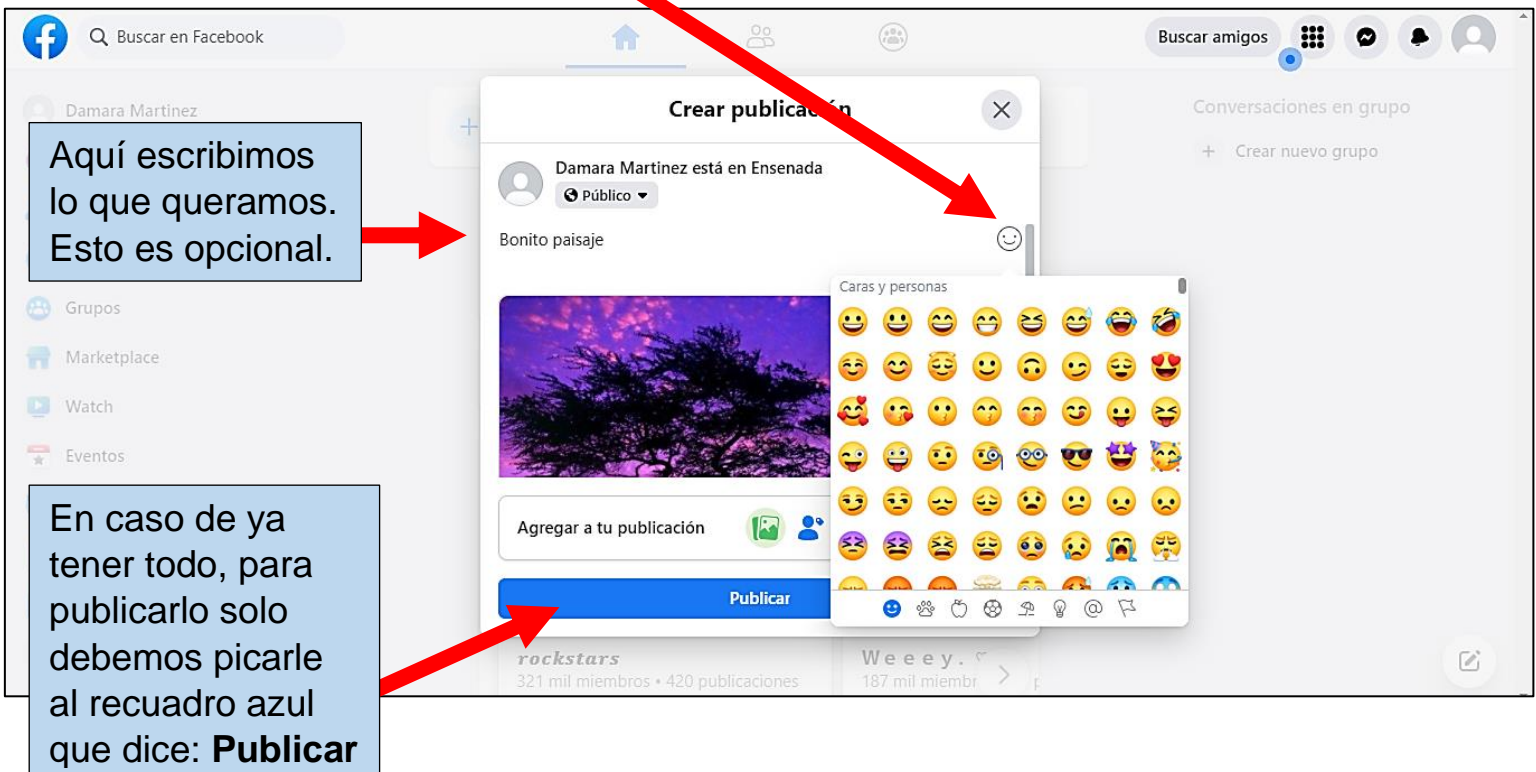 Buscar en Facebook
Buscar amigos
Damara Martinez
Crear publicación
Conversaciones en grupo
+ Crear nuevo grupo
Aquí escribimos
lo que queramos.
Esto es opcional.
Damara Martinez está en Ensenada
Público
Bonito paisaje
Caras y personas
Grupos
Marketplace
Watch
Eventos
En caso de ya
tener todo, para
publicarlo solo
debemos picarle
al recuadro azul
que dice: Publicar
Agregar a tu publicación
Publicar
rockstars
321 mil miembros • 420 publicaciones
Weeey.
187 mil miembr